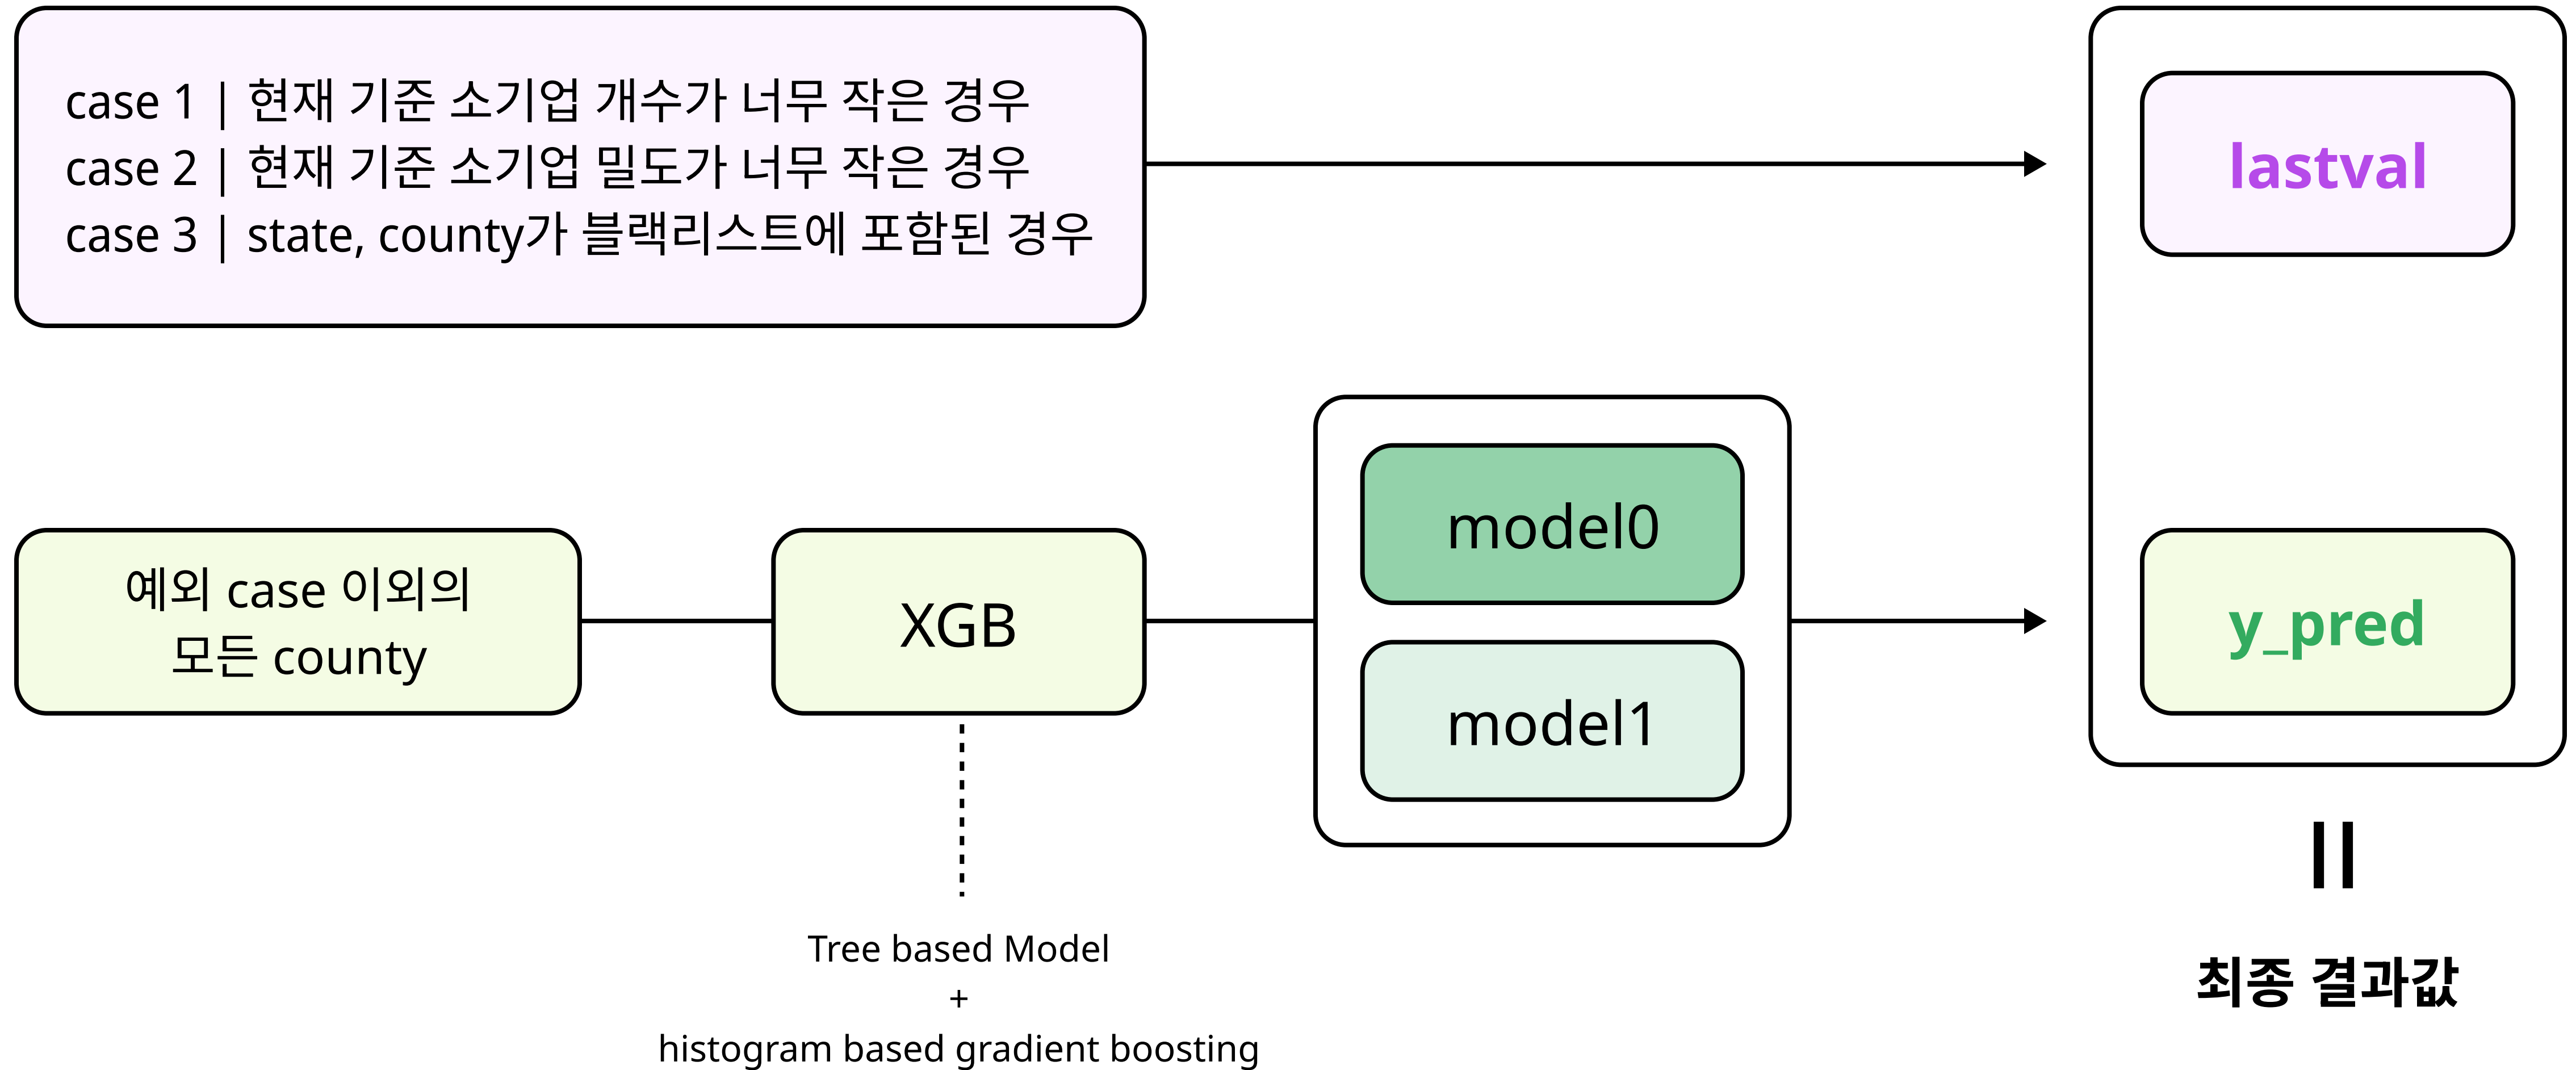 case 1 | 현재 기준 소기업 개수가 너무 작은 경우
case 2 | 현재 기준 소기업 밀도가 너무 작은 경우
case 3 | state, county가 블랙리스트에 포함된 경우
lastval
예외 case 이외의
모든 county
XGB
model0
model1
y_pred
Tree based Model
+
histogram based gradient boosting
=
최종 결과값